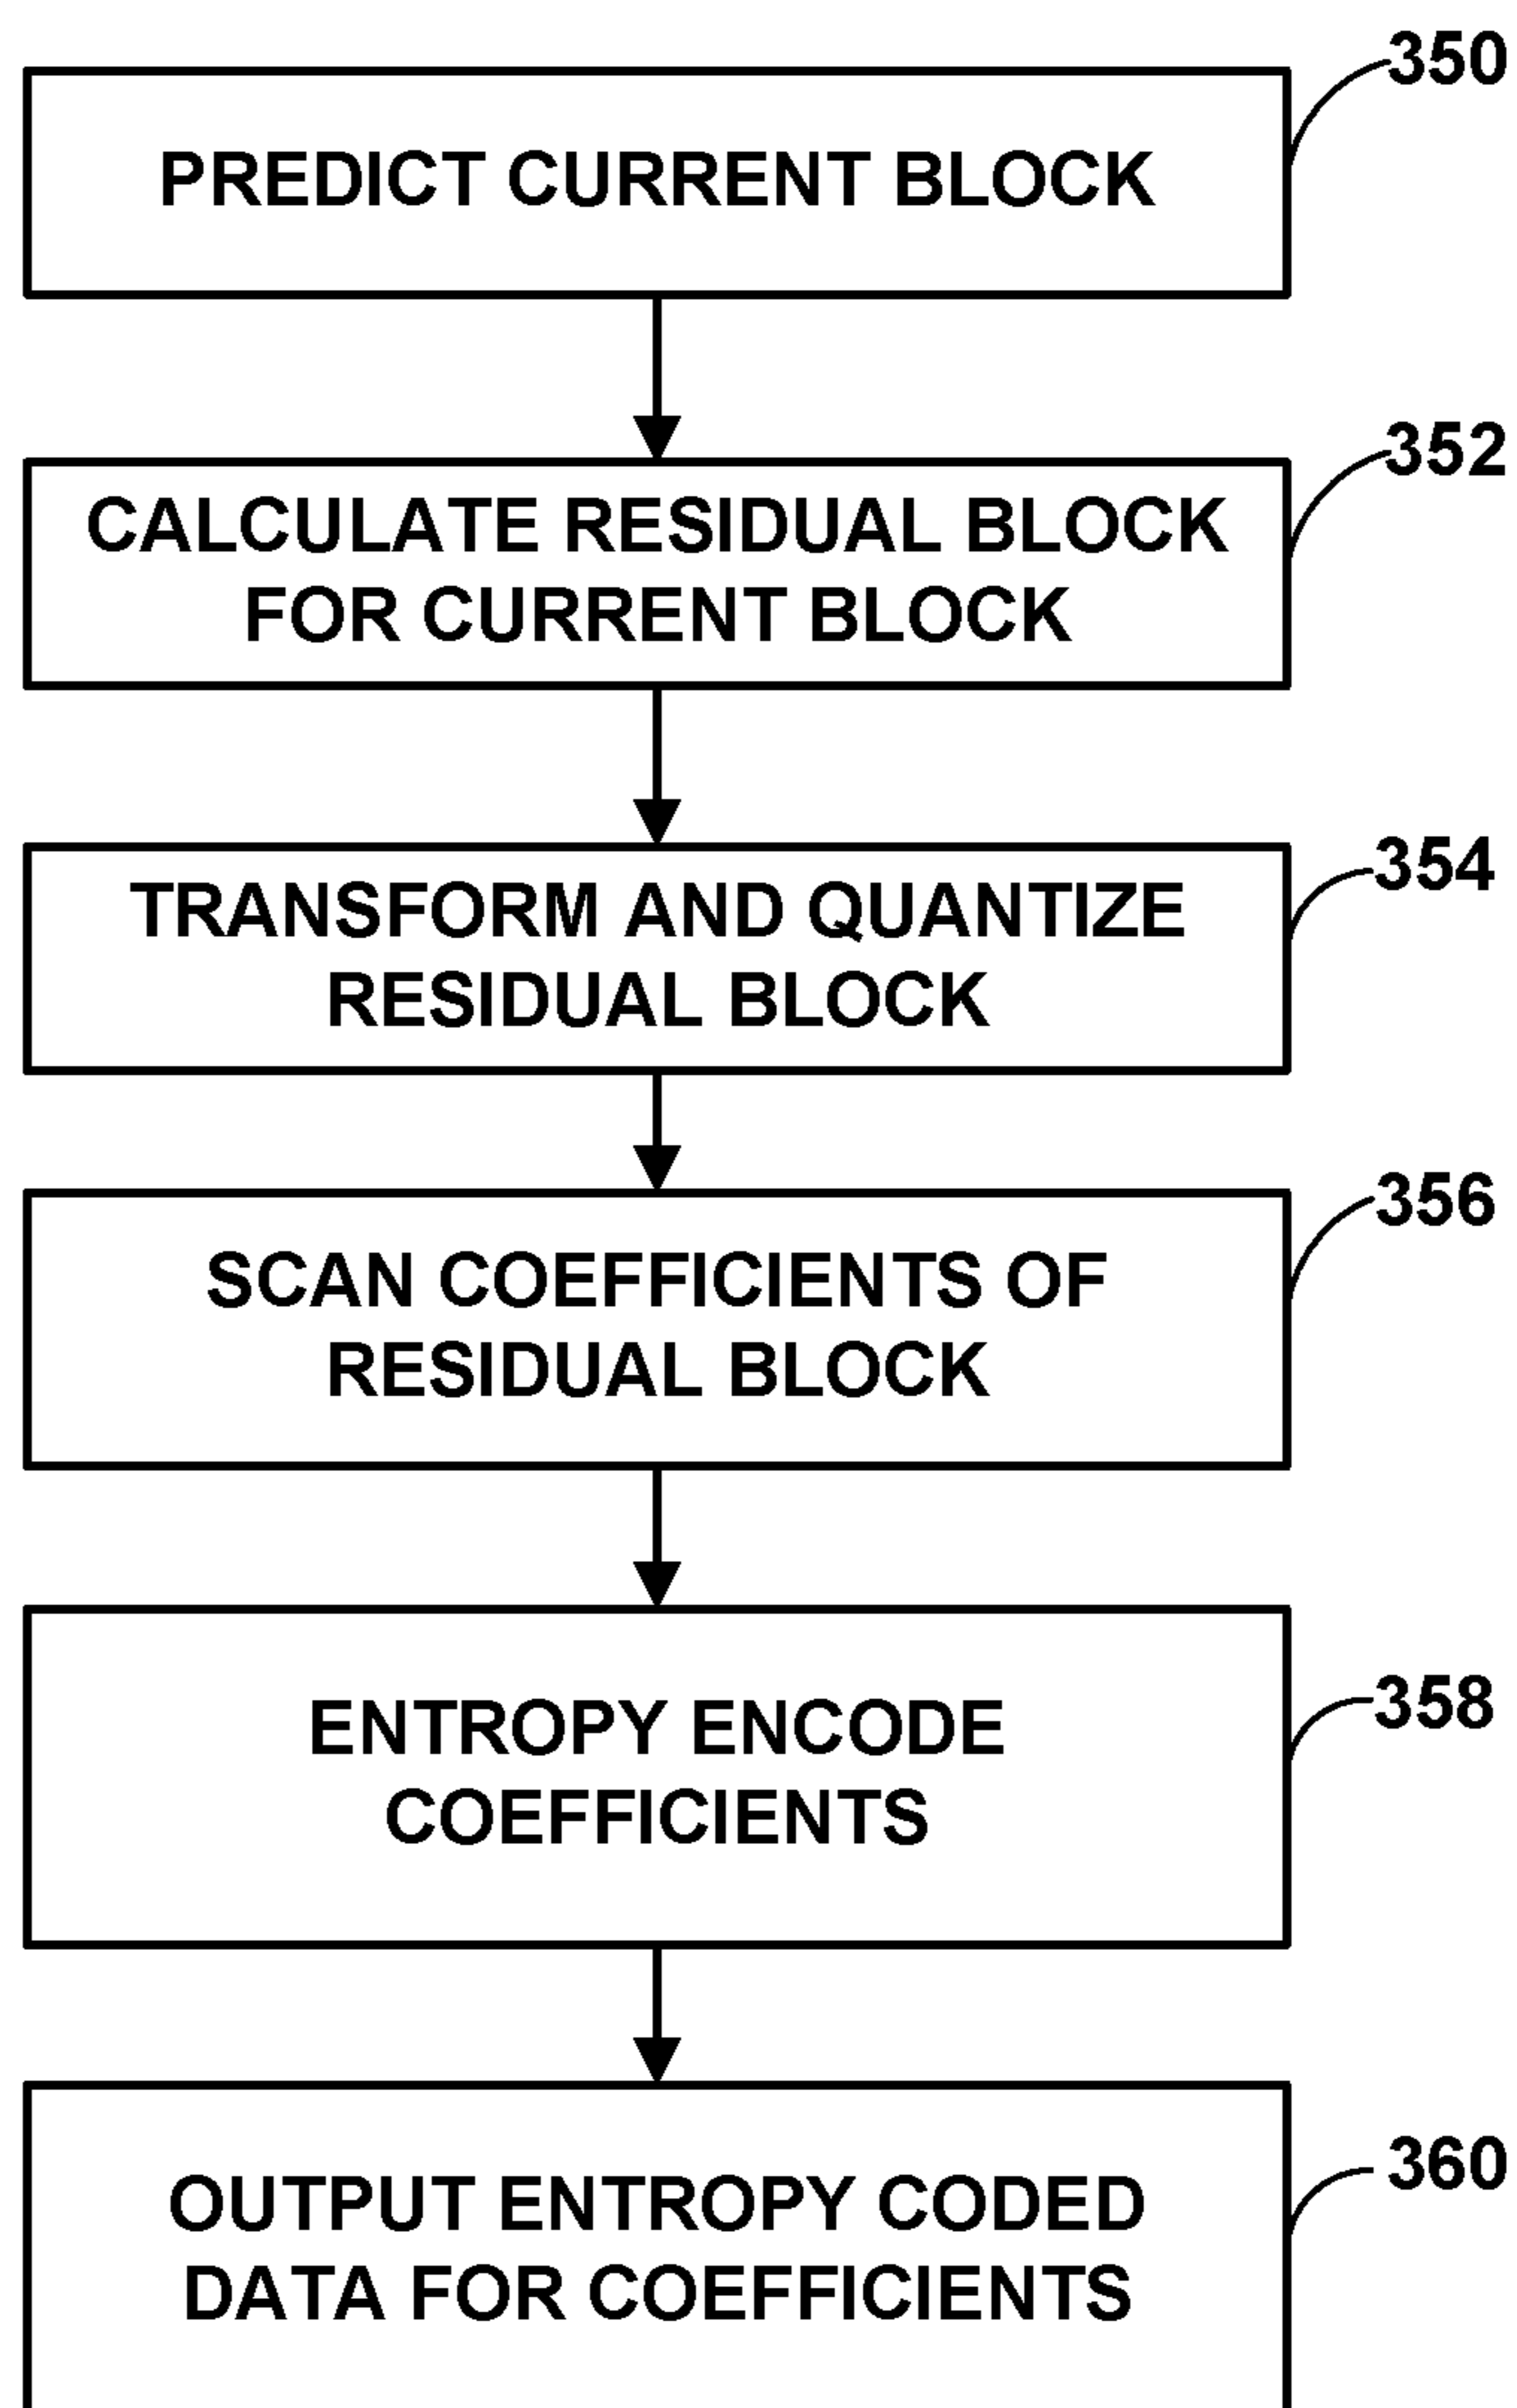 350
PREDICT CURRENT BLOCK
352
CALCULATE RESIDUAL BLOCK
FOR CURRENT BLOCK
354
TRANSFORM AND QUANTIZE
RESIDUAL BLOCK
356
SCAN COEFFICIENTS OF
RESIDUAL BLOCK
358
ENTROPY ENCODE
COEFFICIENTS
360
OUTPUT ENTROPY CODED
DATA FOR COEFFICIENTS